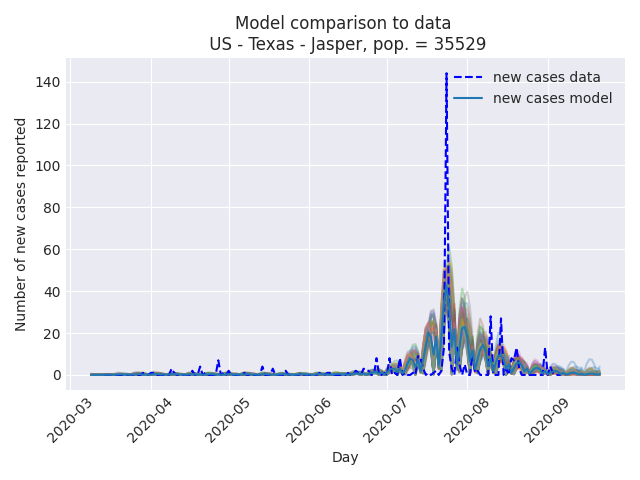 Model comparison to data
US - Texas - Jasper, pop. = 35529
new cases data
new cases model
Number of new cases reported
140
120
100
80
60
40
20
0
2020-03
2020-04
2020-05
2020-06
2020-07
2020-08
2020-09
Day